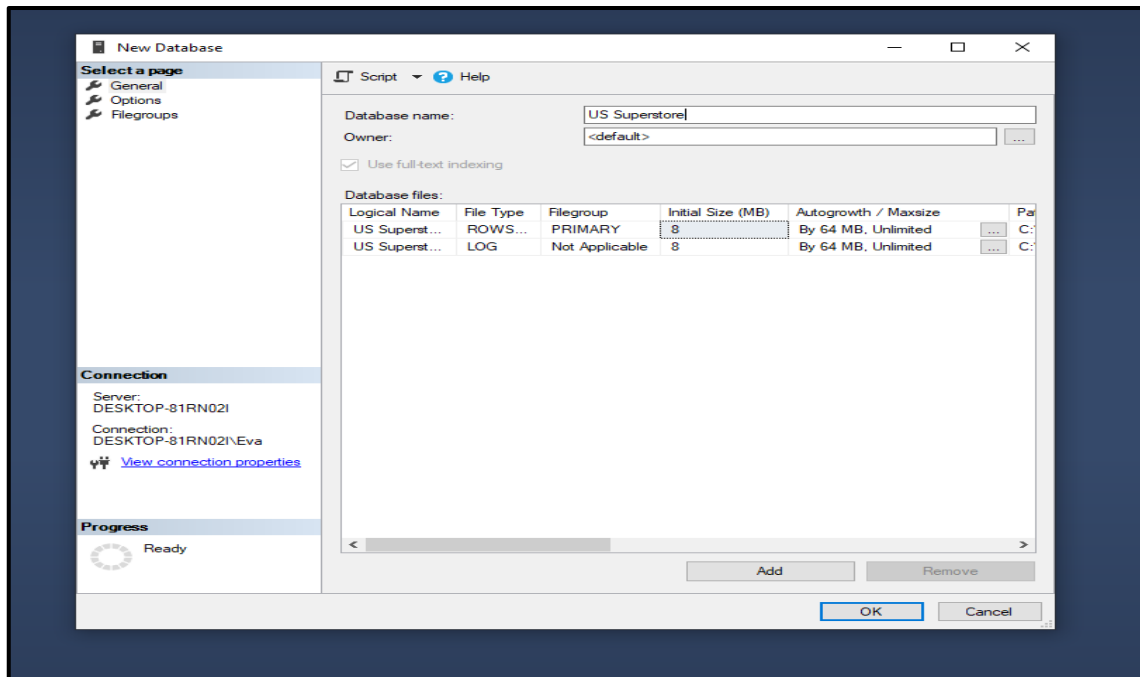 New Database
Select a page
General
Options
Filegroups
Script Help
Database name: US Superstore
Owner: <default> ...
Use full-text indexing
Database files:
Logical Name File Type Filegroup Initial Size (MB) Autogrowth / Maxsize
US Superst... ROWS... PRIMARY 8 By 64 MB, Unlimited ... C:
US Superst... LOG Not Applicable 8 By 64 MB, Unlimited ... C:
Connection
Server:
DESKTOP-81RN02I
Connection:
DESKTOP-81RN02I\Eva
View connection properties
Progress
Ready
Add Remove
OK Cancel